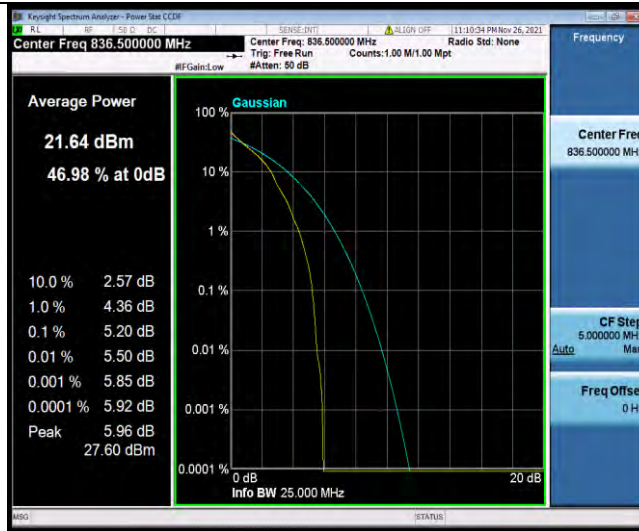 Keysight Spectrum Analyzer - Power Stat CCDF
RL RF 50 Ω DC SENSE:INT ALIGN OFF 11:10:34 PM Nov 26, 2021
Center Freq 836.500000 MHz
Center Freq: 836.500000 MHz Radio Std: None
Trig: Free Run Counts:1.00 M/1.00 Mpt
#IFGain:Low #Atten: 50 dB
Frequency
Average Power
21.64 dBm
46.98 % at 0dB
10.0 % 2.57 dB
1.0 % 4.36 dB
0.1 % 5.20 dB
0.01 % 5.50 dB
0.001 % 5.85 dB
0.0001 % 5.92 dB
Peak 5.96 dB
27.60 dBm
Gaussian
100 %
10 %
1 %
0.1 %
0.01 %
0.001 %
0.0001 %
0 dB 20 dB
Info BW 25.000 MHz
Center Fre
836.500000 MH
CF Step
5.000000 MH
Auto Ma
Freq Offse
0 H
MSG STATUS